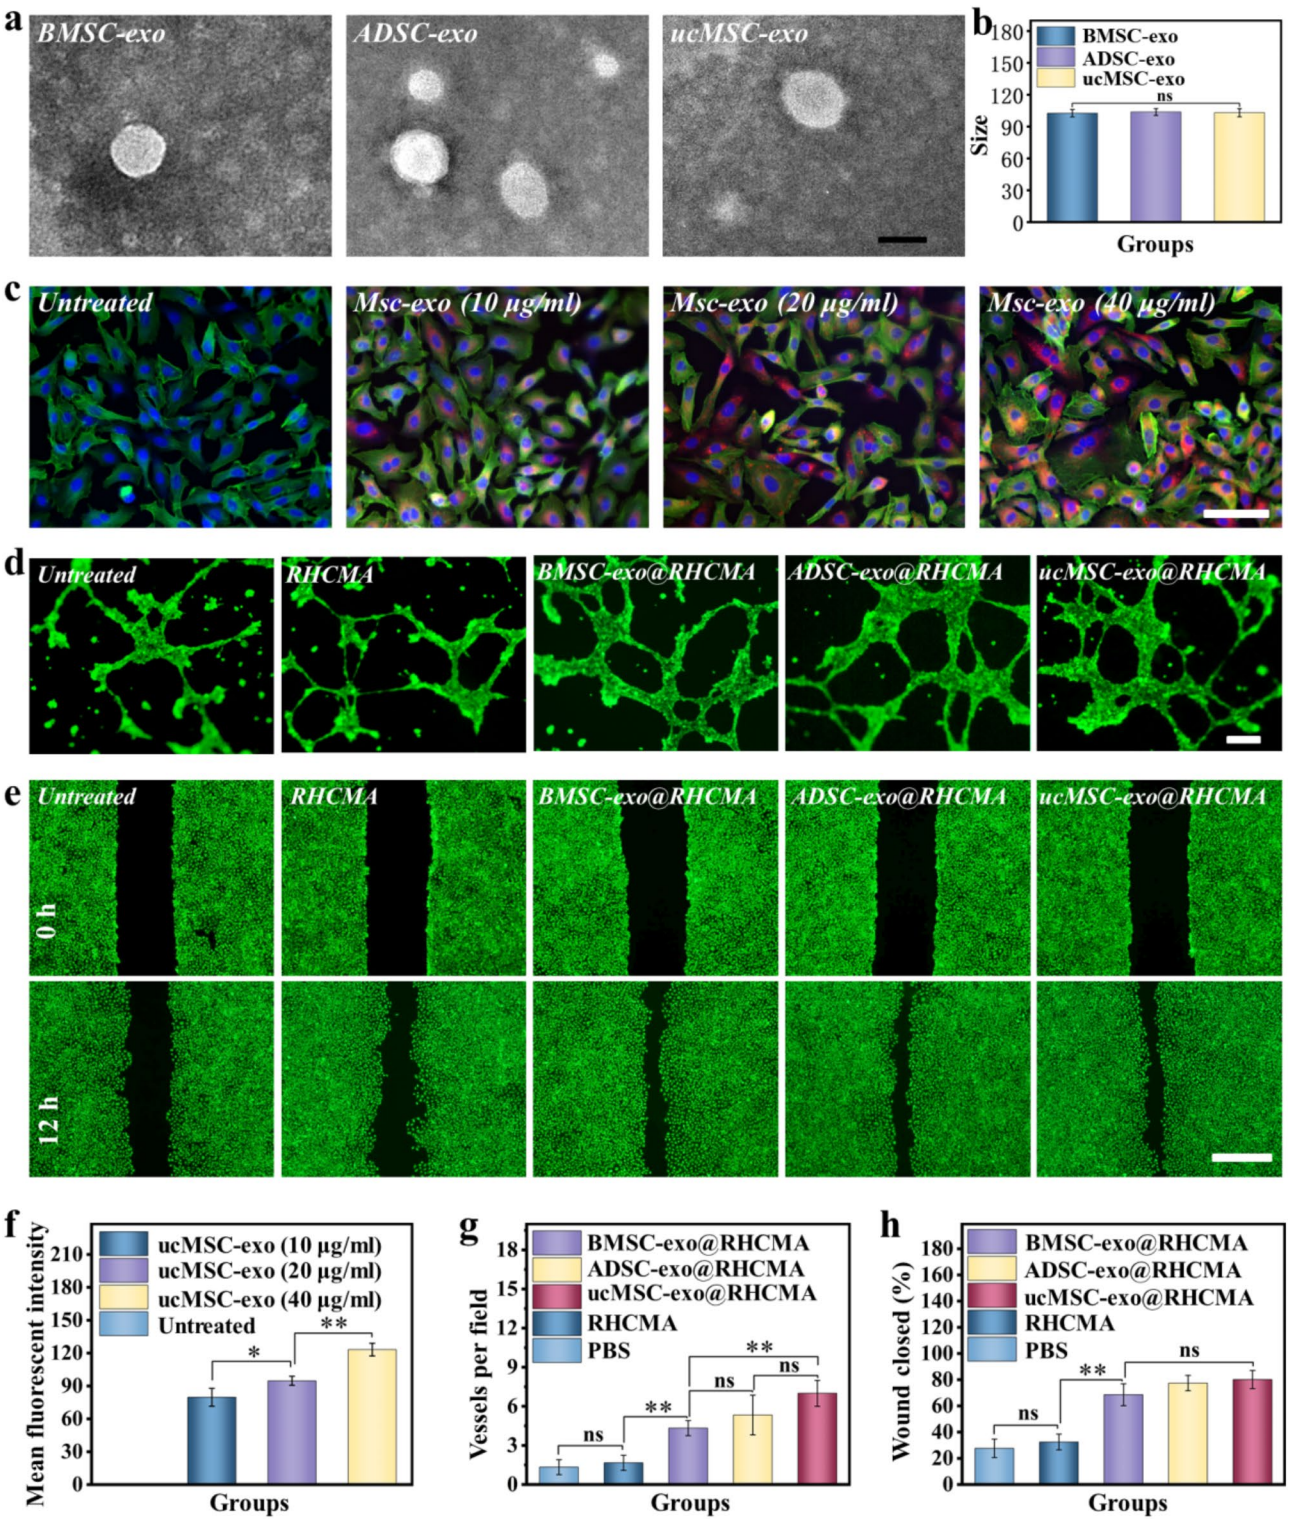 a
BMSC-exo
ADSC-exo
ucMSC-exo
b
180
150
120
90
60
30
0
Size
BMSC-exo
ADSC-exo
ucMSC-exo
ns
Groups
c
Untreated
Msc-exo (10 μg/ml)
Msc-exo (20 μg/ml)
Msc-exo (40 μg/ml)
d
Untreated
RHCMA
BMSC-exo@RHCMA
ADSC-exo@RHCMA
ucMSC-exo@RHCMA
e
Untreated
RHCMA
BMSC-exo@RHCMA
ADSC-exo@RHCMA
ucMSC-exo@RHCMA
0 h
12 h
f
Mean fluorescent intensity
210
180
150
120
90
60
30
0
ucMSC-exo (10 μg/ml)
ucMSC-exo (20 μg/ml)
ucMSC-exo (40 μg/ml)
Untreated
*
**
Groups
g
Vessels per field
18
15
12
9
6
3
0
BMSC-exo@RHCMA
ADSC-exo@RHCMA
ucMSC-exo@RHCMA
RHCMA
PBS
ns
**
ns
**
ns
Groups
h
Wound closed (%)
180
160
140
120
100
80
60
40
20
0
BMSC-exo@RHCMA
ADSC-exo@RHCMA
ucMSC-exo@RHCMA
RHCMA
PBS
ns
**
ns
Groups